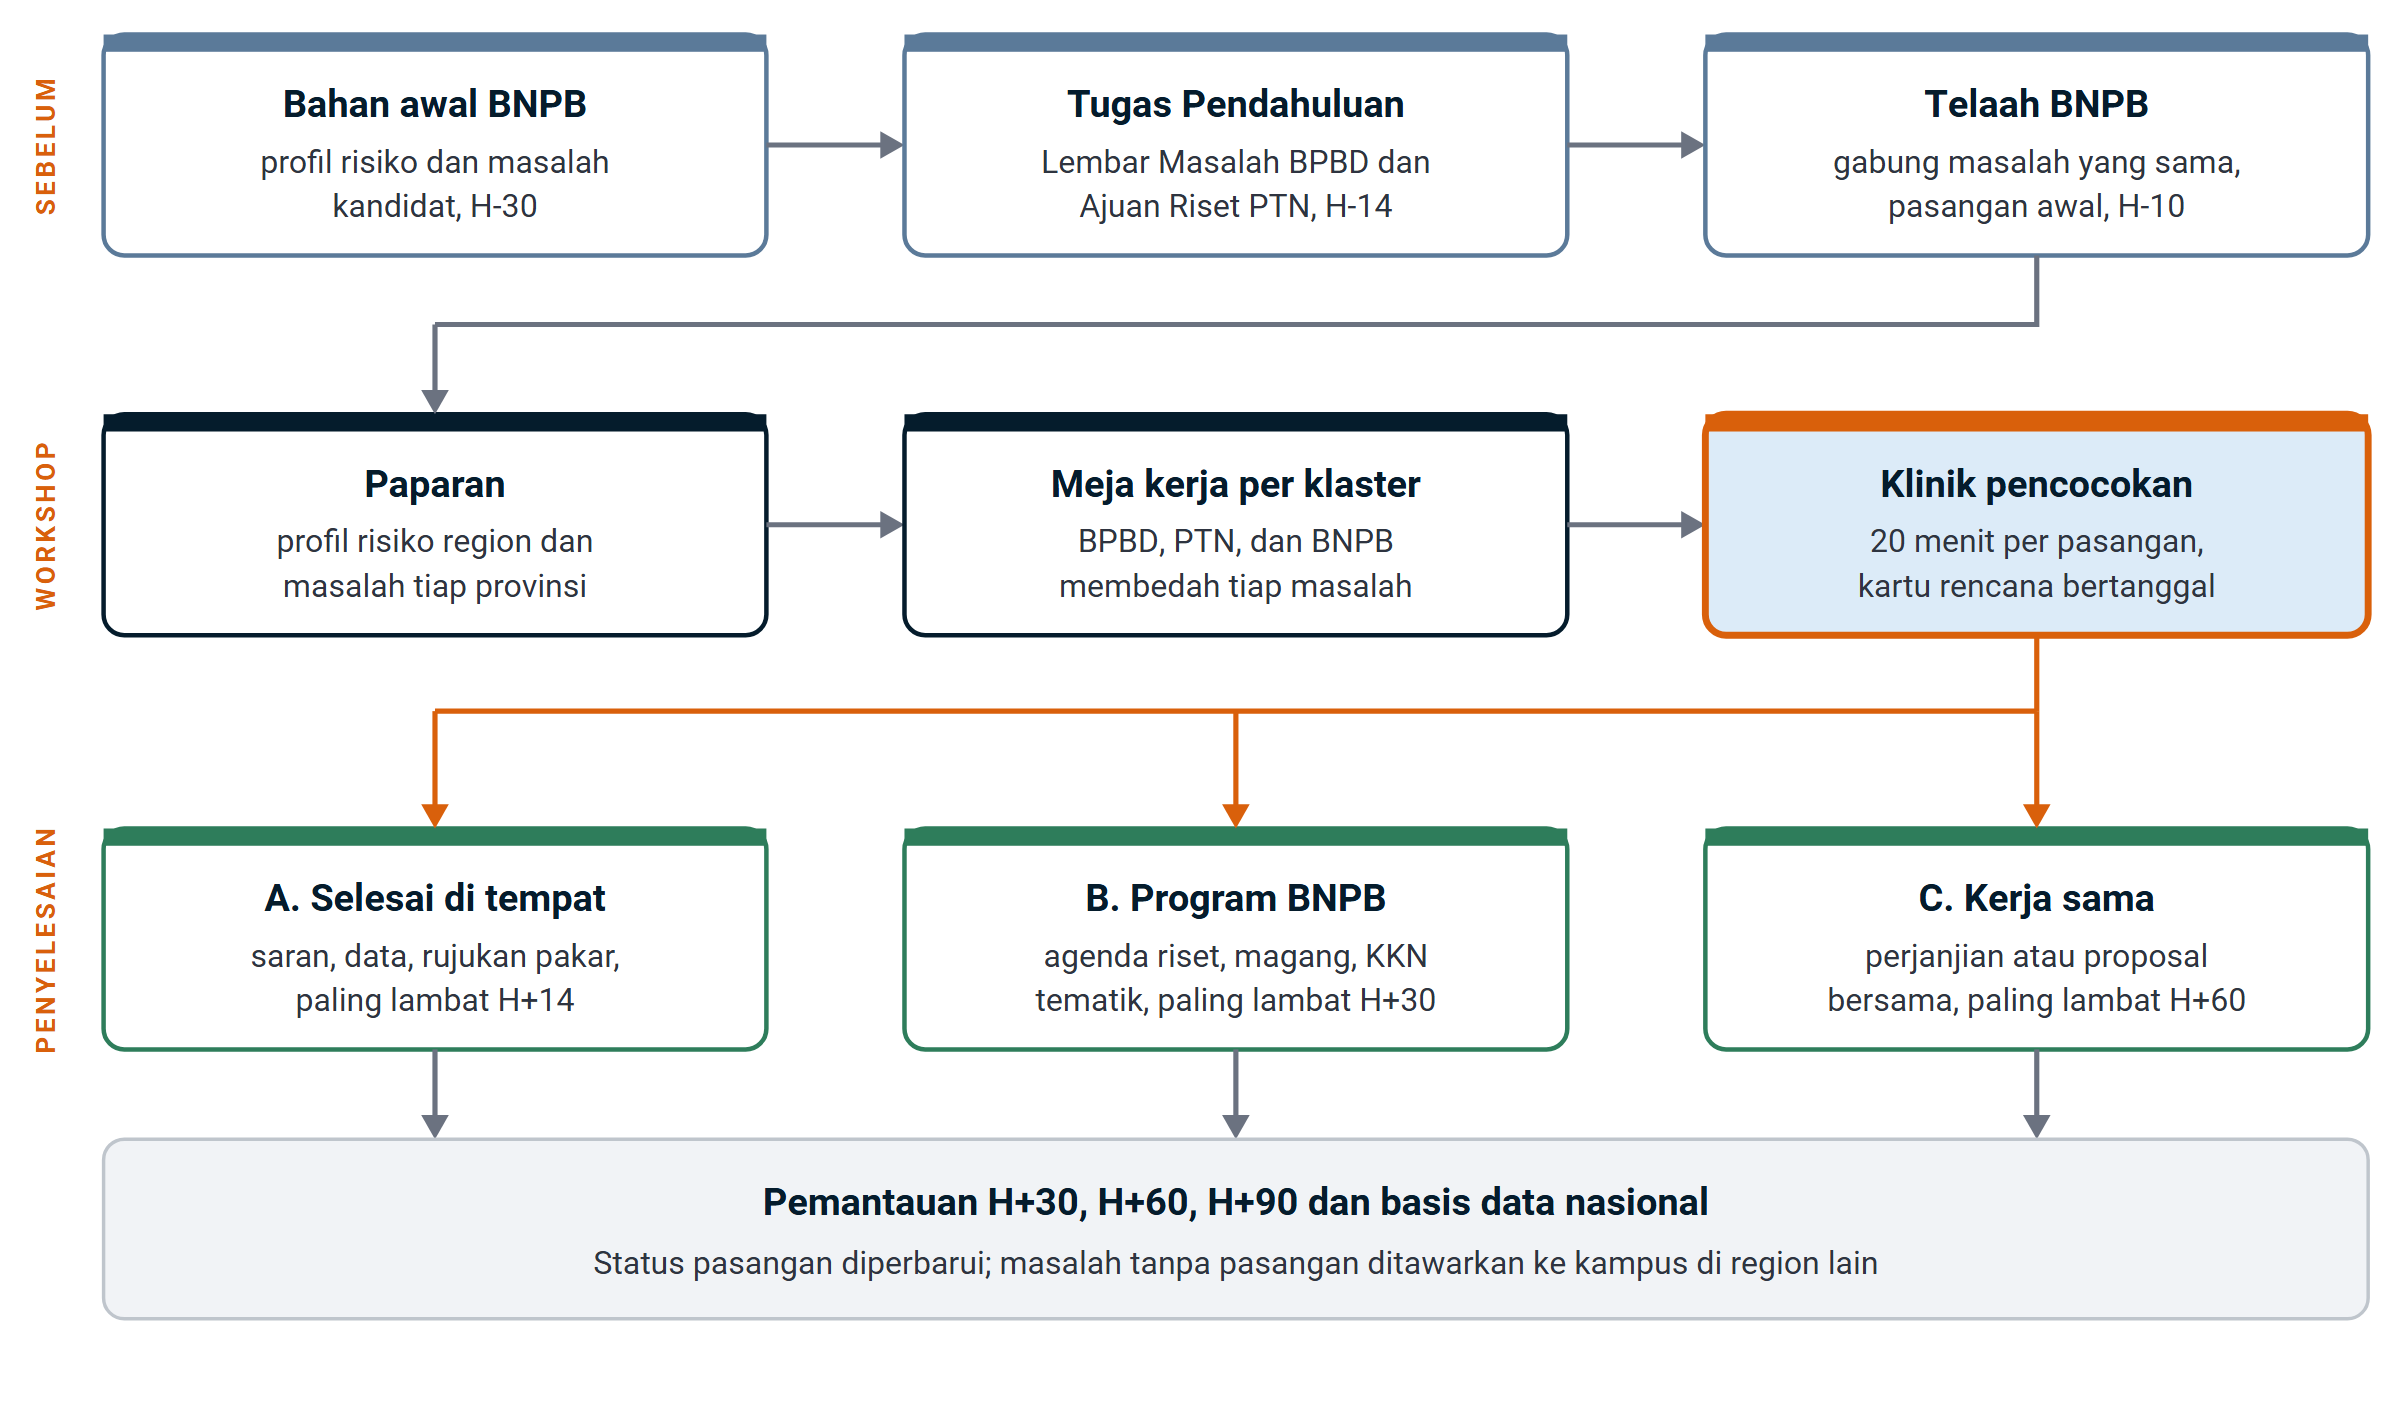 SEBELUM
Bahan awal BNPB
profil risiko dan masalah
kandidat, H-30
Tugas Pendahuluan
Lembar Masalah BPBD dan
Ajuan Riset PTN, H-14
Telaah BNPB
gabung masalah yang sama,
pasangan awal, H-10
WORKSHOP
Paparan
profil risiko region dan
masalah tiap provinsi
Meja kerja per klaster
BPBD, PTN, dan BNPB
membedah tiap masalah
Klinik pencocokan
20 menit per pasangan,
kartu rencana bertanggal
PENYELESAIAN
A. Selesai di tempat
saran, data, rujukan pakar,
paling lambat H+14
B. Program BNPB
agenda riset, magang, KKN
tematik, paling lambat H+30
C. Kerja sama
perjanjian atau proposal
bersama, paling lambat H+60
Pemantauan H+30, H+60, H+90 dan basis data nasional
Status pasangan diperbarui; masalah tanpa pasangan ditawarkan ke kampus di region lain